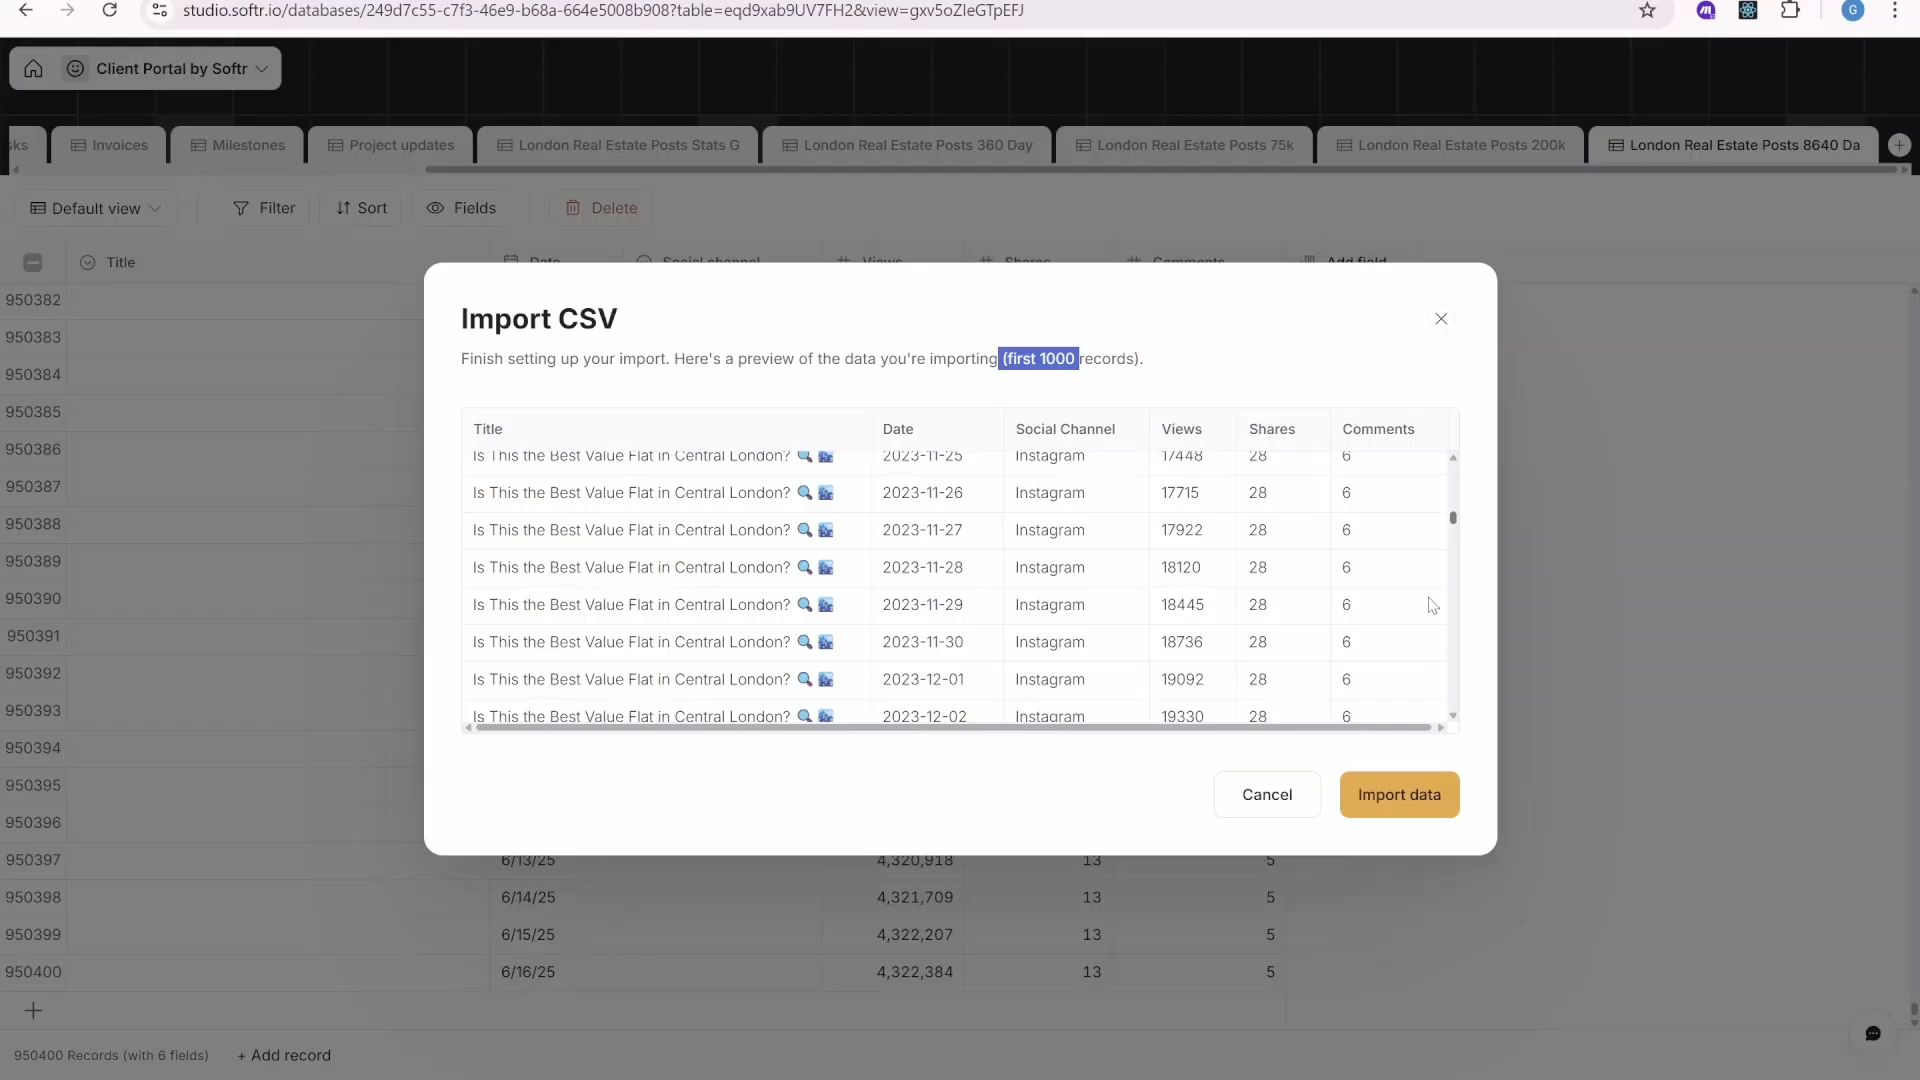 studio.softr.io/databases/249d7c55-c7f3-46e9-b68a-664e5008b908?table=eqd9xab9UV7FH2&view=gxv5oZIeGTpEFJ
G
Client Portal by Softr
sks
Invoices
Milestones
Project updates
London Real Estate Posts Stats G
London Real Estate Posts 360 Day
London Real Estate Posts 75k
London Real Estate Posts 200k
London Real Estate Posts 8640 Da
Default view
Filter
Sort
Fields
Delete
Title
Date
Social channel
Views
Shares
Comments
Add field
950382
950383
950384
950385
950386
950387
950388
950389
950390
950391
950392
950393
950394
950395
950396
950397 6/13/25 4,320,918 13 5
950398 6/14/25 4,321,709 13 5
950399 6/15/25 4,322,207 13 5
950400 6/16/25 4,322,384 13 5
950400 Records (with 6 fields)
+ Add record
Import CSV
Finish setting up your import. Here's a preview of the data you're importing (first 1000 records).
Title Date Social Channel Views Shares Comments
Is This the Best Value Flat in Central London? 🔍 🏙️ 2023-11-25 Instagram 17448 28 6
Is This the Best Value Flat in Central London? 🔍 🏙️ 2023-11-26 Instagram 17715 28 6
Is This the Best Value Flat in Central London? 🔍 🏙️ 2023-11-27 Instagram 17922 28 6
Is This the Best Value Flat in Central London? 🔍 🏙️ 2023-11-28 Instagram 18120 28 6
Is This the Best Value Flat in Central London? 🔍 🏙️ 2023-11-29 Instagram 18445 28 6
Is This the Best Value Flat in Central London? 🔍 🏙️ 2023-11-30 Instagram 18736 28 6
Is This the Best Value Flat in Central London? 🔍 🏙️ 2023-12-01 Instagram 19092 28 6
Is This the Best Value Flat in Central London? 🔍 🏙️ 2023-12-02 Instagram 19330 28 6
Cancel
Import data